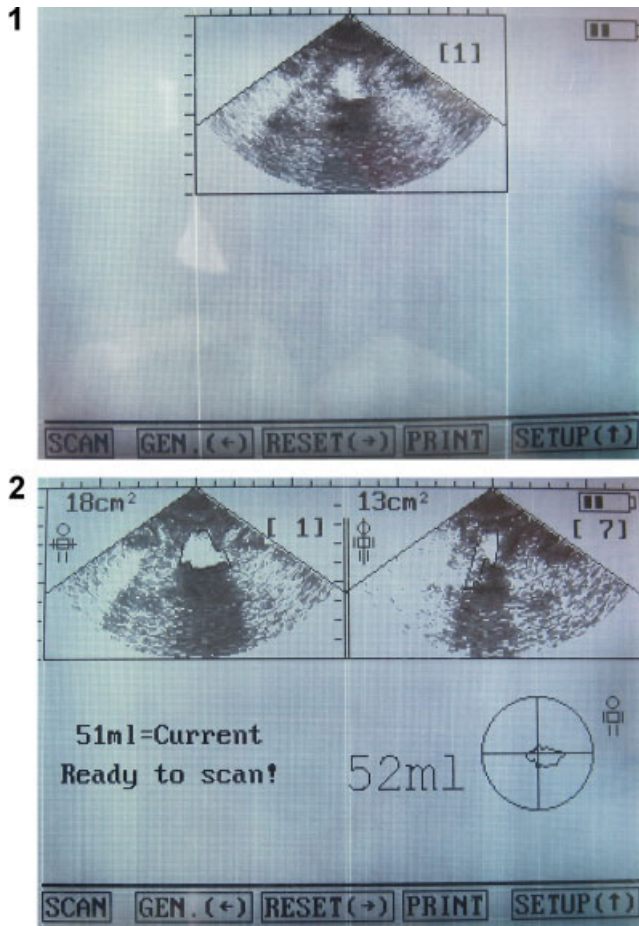 1
[1]
SCAN GEN.(←) RESET(→) PRINT SETUP(↑)
2
18cm² [ 1] 13cm² [ 7]
51ml=Current
Ready to scan!
52ml
SCAN GEN.(←) RESET(→) PRINT SETUP(↑)